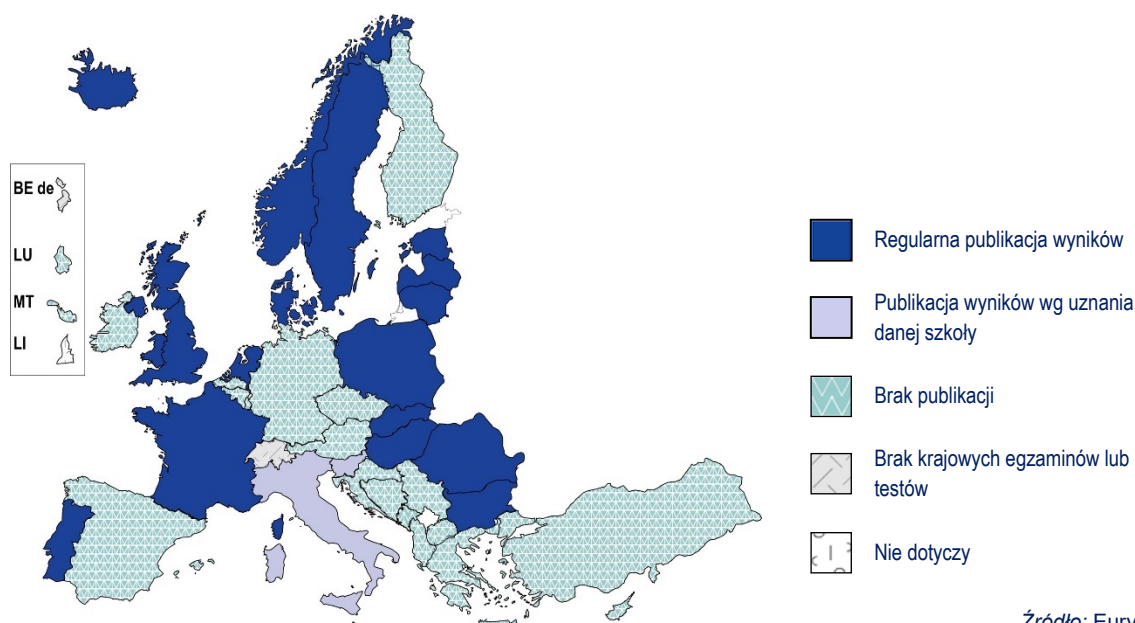 BE de
LU
MT
LI
Regularna publikacja wyników
Publikacja wyników wg uznania
danej szkoły
Brak publikacji
Brak krajowych egzaminów lub
testów
Nie dotyczy
Źródło: Eury